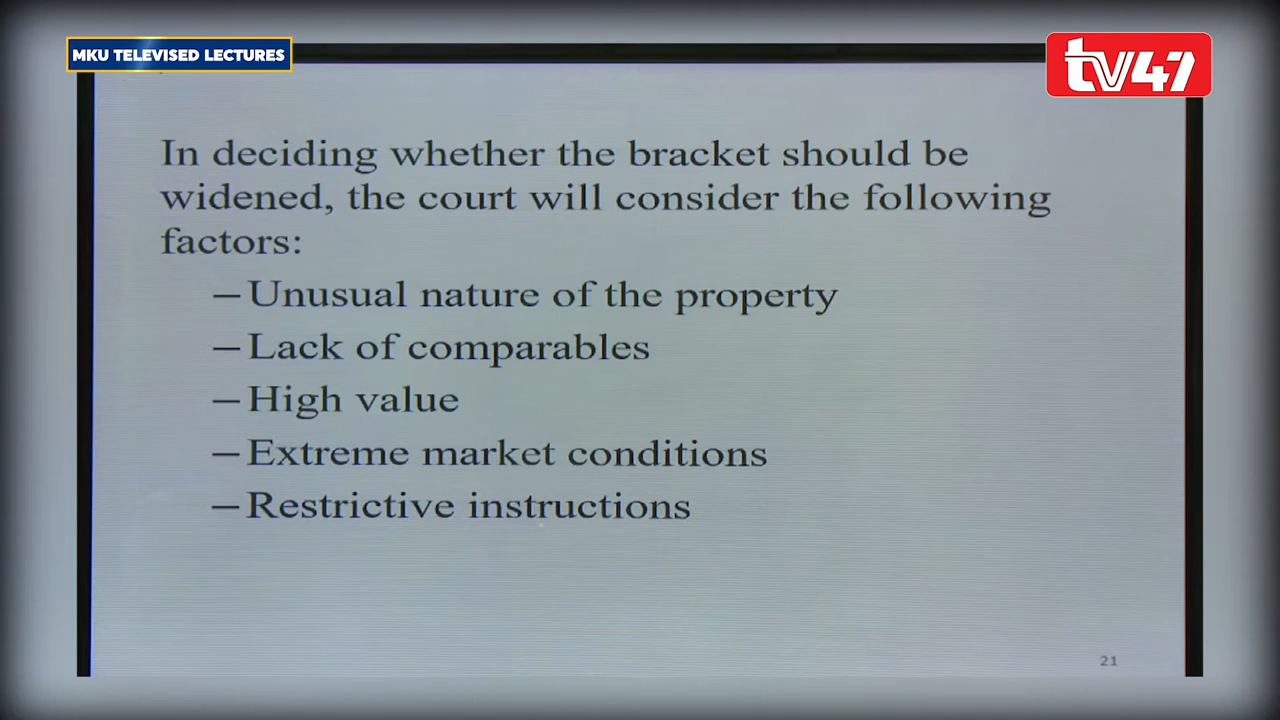 MKU TELEVISED LECTURES
tv47
In deciding whether the bracket should be
widened, the court will consider the following
factors:
– Unusual nature of the property
– Lack of comparables
– High value
– Extreme market conditions
– Restrictive instructions
21